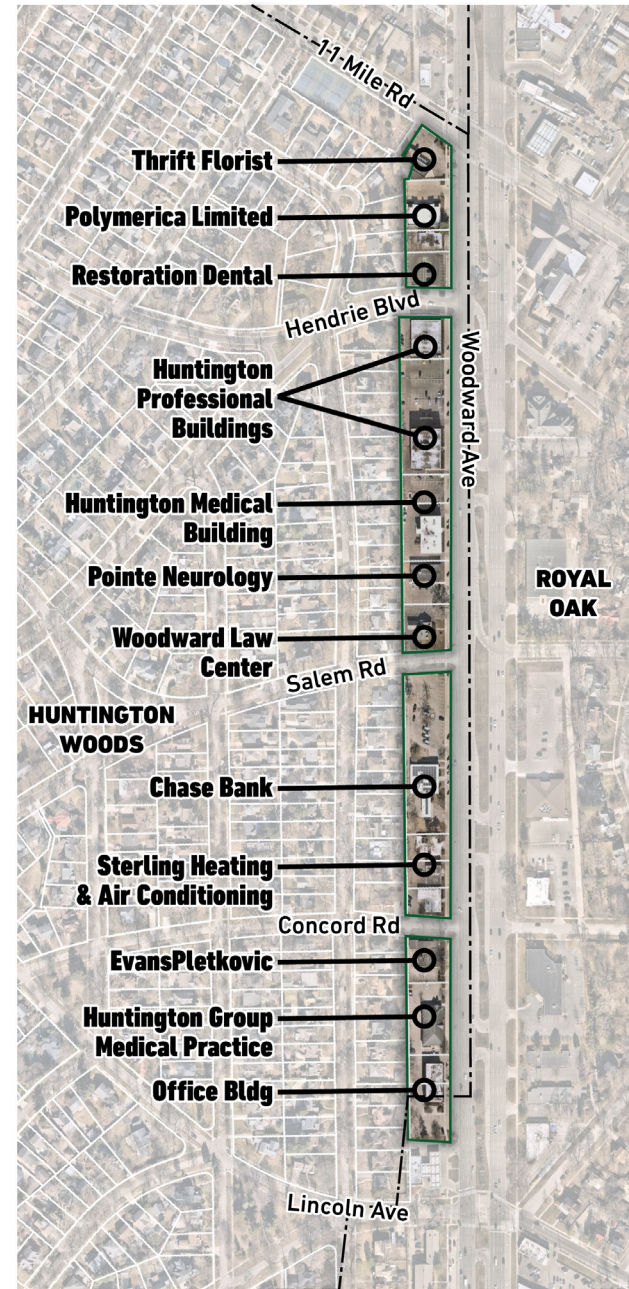 11 Mile Rd
Thrift Florist
Polymerica Limited
Restoration Dental
Hendrie Blvd
Woodward Ave
Huntington
Professional
Buildings
Huntington Medical
Building
Pointe Neurology
ROYAL
OAK
Woodward Law
Center
Salem Rd
HUNTINGTON
WOODS
Chase Bank
Sterling Heating
& Air Conditioning
Concord Rd
EvansPletkovic
Huntington Group
Medical Practice
Office Bldg
Lincoln Ave